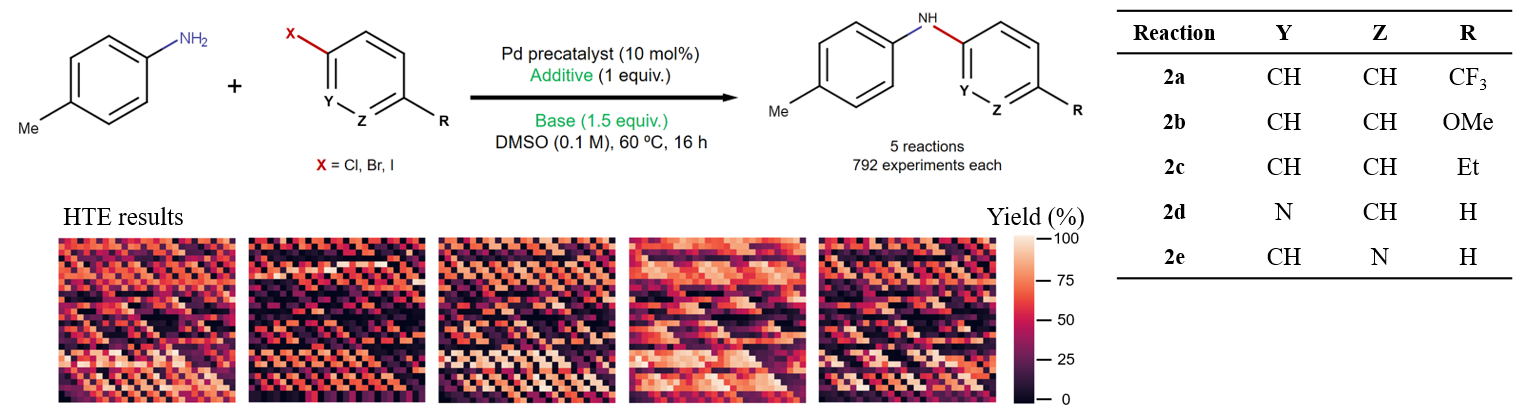 NH2
Me
+
X
Y
Z
R
X = Cl, Br, I
Pd precatalyst (10 mol%)
Additive (1 equiv.)
Base (1.5 equiv.)
DMSO (0.1 M), 60 ºC, 16 h
NH
Me
Y
Z
R
5 reactions
792 experiments each
Reaction Y Z R
2a CH CH CF3
2b CH CH OMe
2c CH CH Et
2d N CH H
2e CH N H
HTE results
Yield (%)
100
75
50
25
0